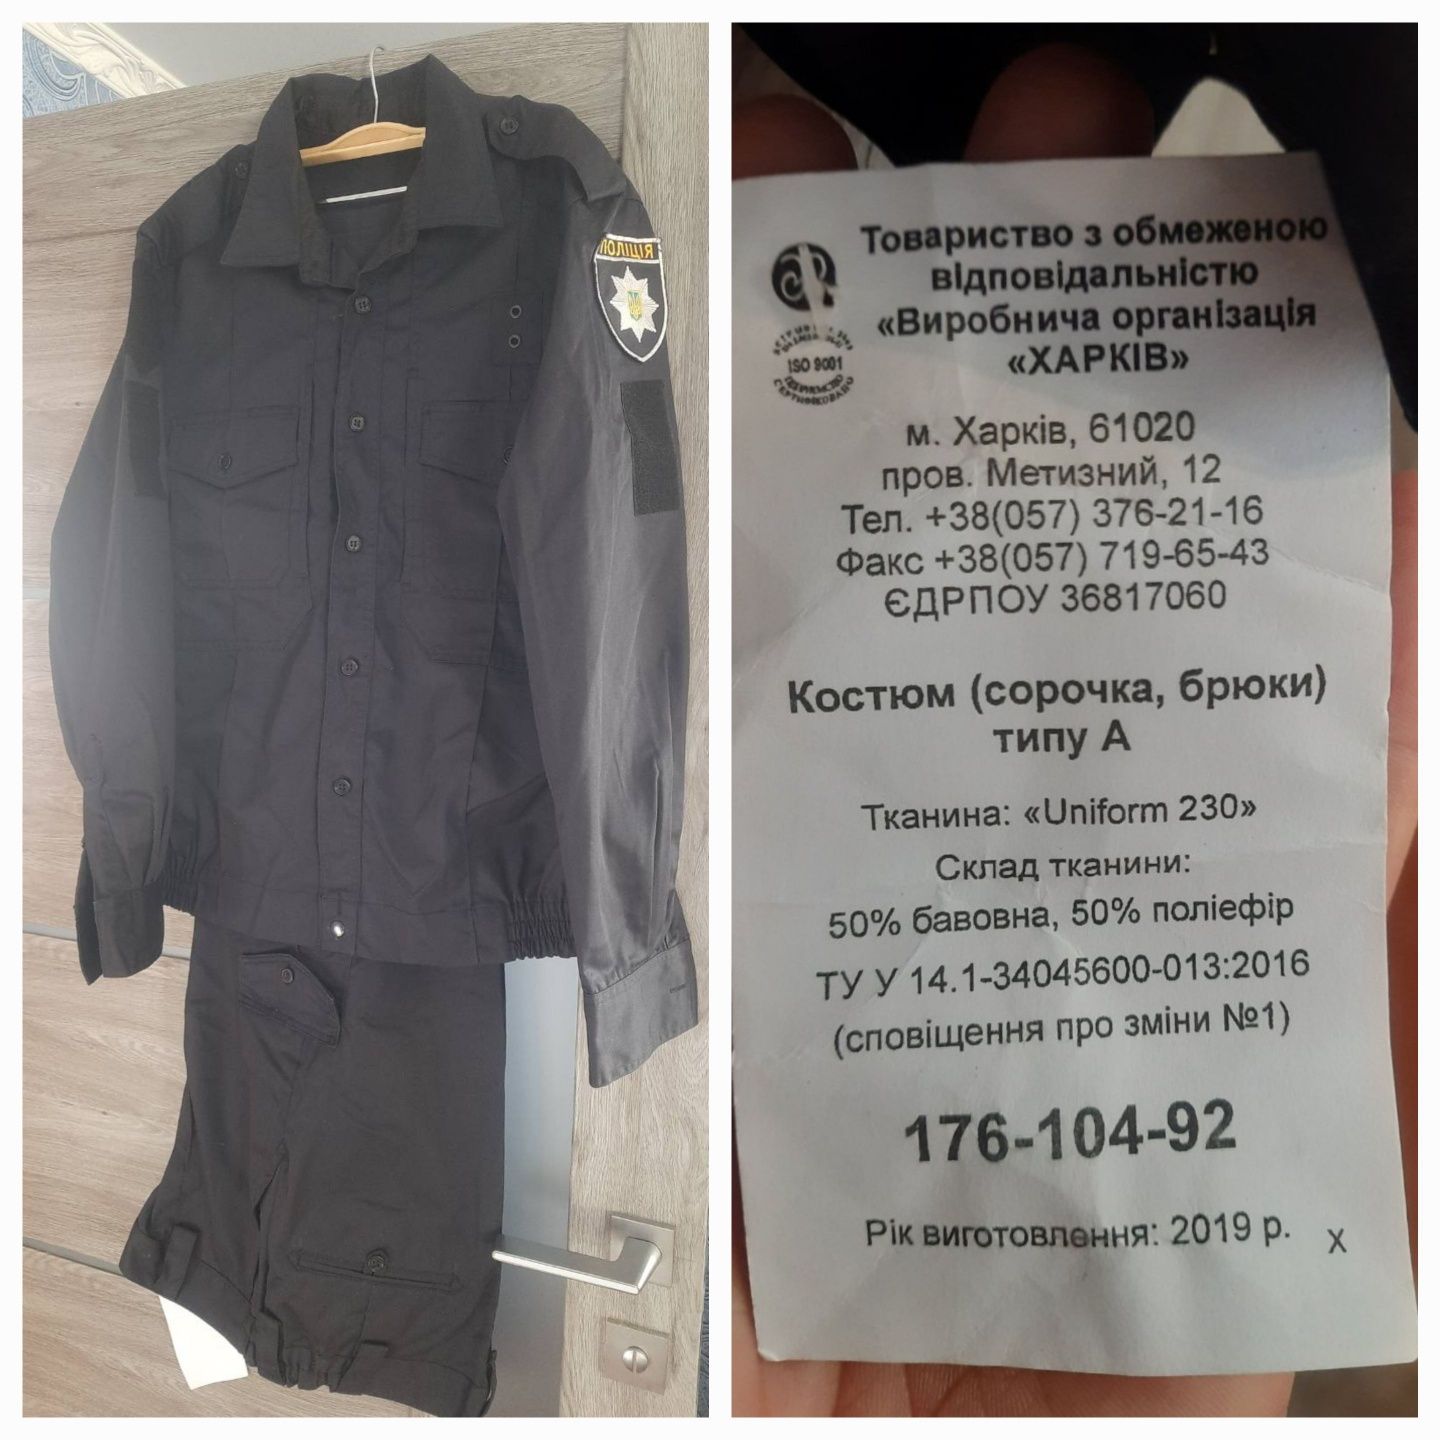 ПОЛІЦІЯ
Товариство з обмеженою
відповідальністю
«Виробнича організація
«ХАРКІВ»
ISO 9001
м. Харків, 61020
пров. Метизний, 12
Тел. +38(057) 376-21-16
Факс +38(057) 719-65-43
ЄДРПОУ 36817060
Костюм (сорочка, брюки)
типу А
Тканина: «Uniform 230»
Склад тканини:
50% бавовна, 50% поліефір
ТУ У 14.1-34045600-013:2016
(сповіщення про зміни №1)
176-104-92
Рік виготовлення: 2019 р. х